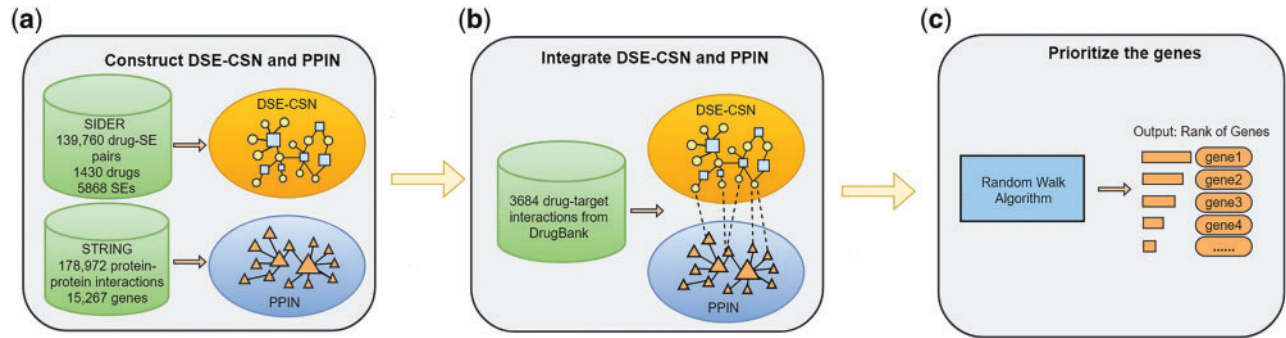 (a)
Construct DSE-CSN and PPIN
SIDER
139,760 drug-SE
pairs
1430 drugs
5868 SEs
DSE-CSN
STRING
178,972 protein-
protein interactions
15,267 genes
PPIN
(b)
Integrate DSE-CSN and PPIN
3684 drug-target
interactions from
DrugBank
DSE-CSN
PPIN
(c)
Prioritize the genes
Random Walk
Algorithm
Output: Rank of Genes
gene1
gene2
gene3
gene4
......